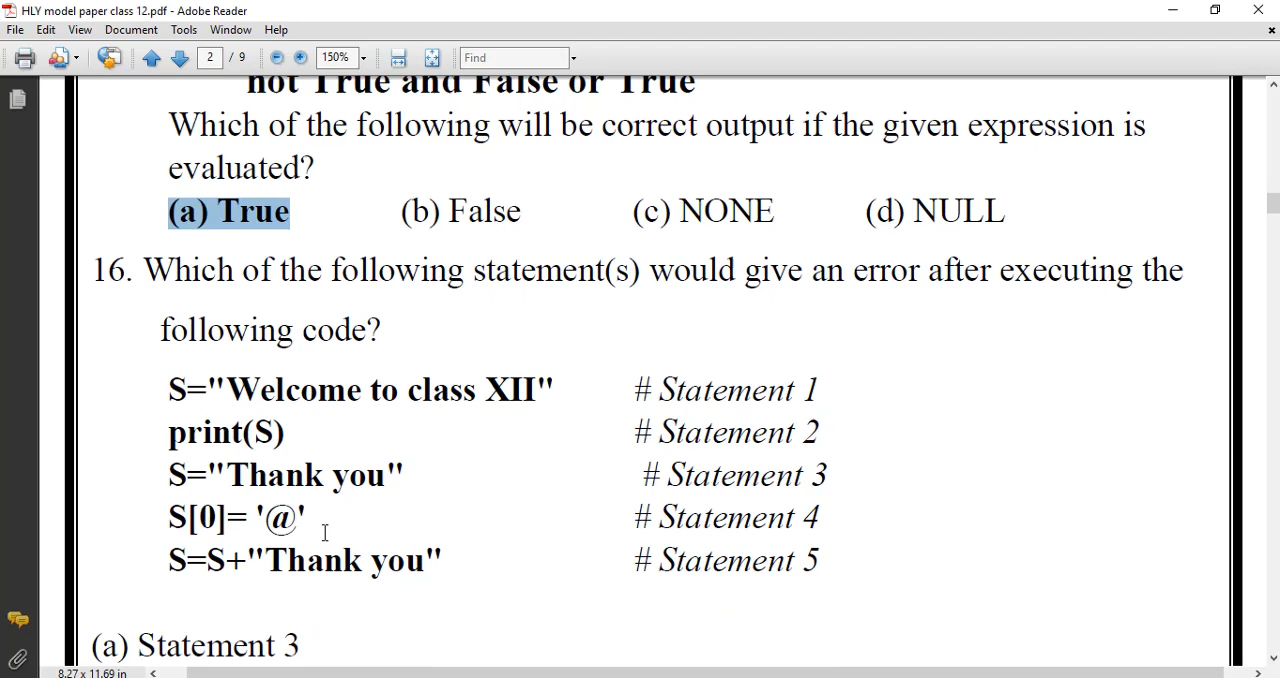 HLY model paper class 12.pdf - Adobe Reader
File Edit View Document Tools Window Help
2 / 9 150% Find
not True and False or True
Which of the following will be correct output if the given expression is
evaluated?
(a) True (b) False (c) NONE (d) NULL
16. Which of the following statement(s) would give an error after executing the
following code?
S="Welcome to class XII" # Statement 1
print(S) # Statement 2
S="Thank you" # Statement 3
S[0]= '@' # Statement 4
S=S+"Thank you" # Statement 5
(a) Statement 3
8.27 x 11.69 in